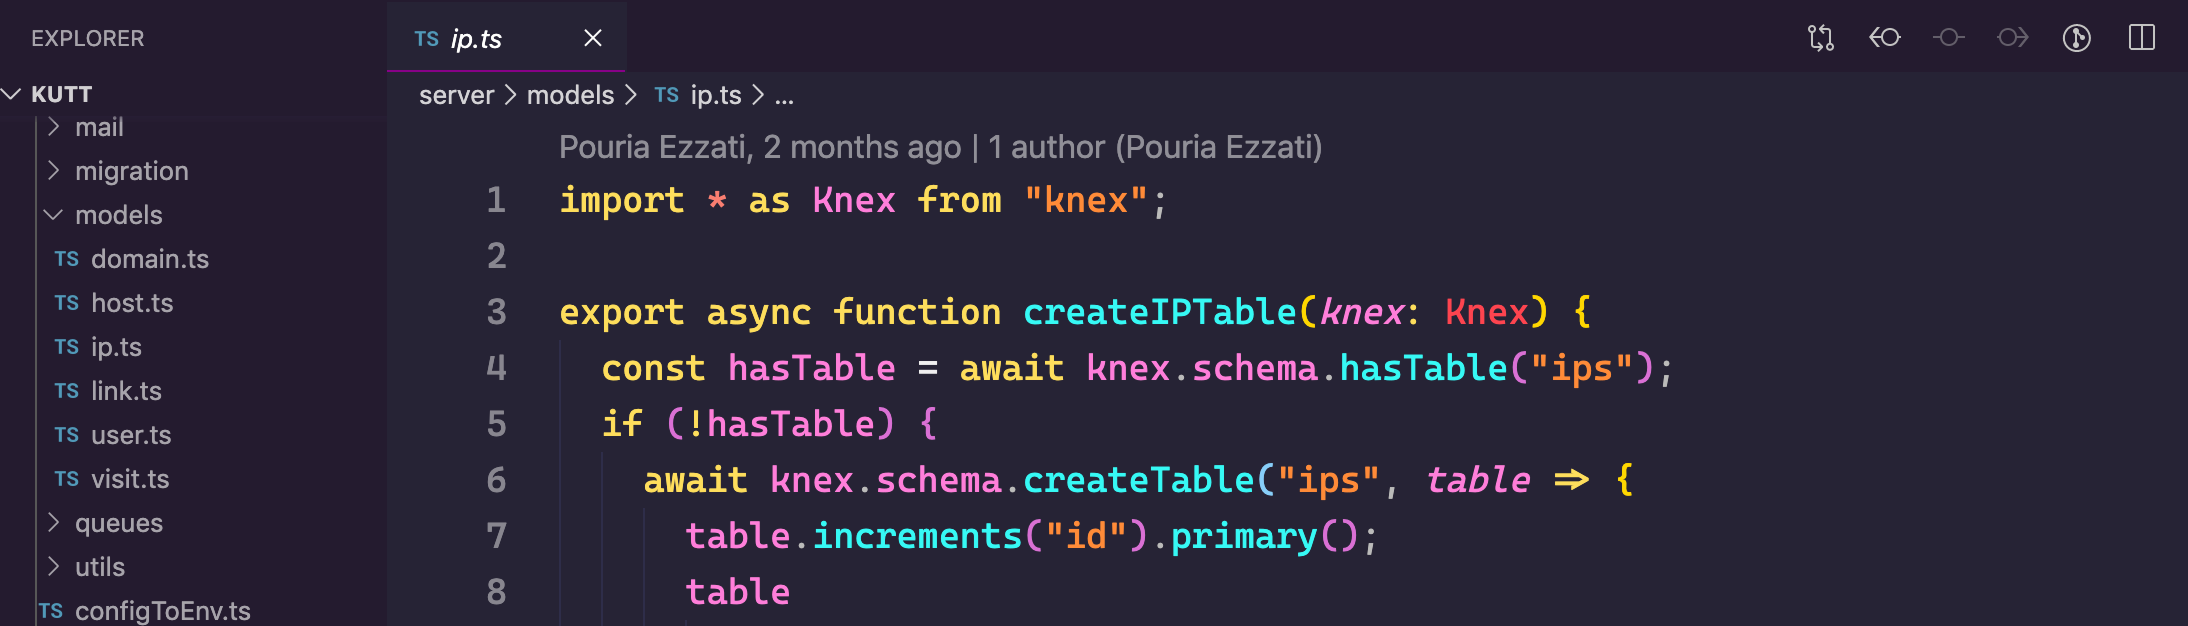 EXPLORER
KUTT
mail
migration
models
TS domain.ts
TS host.ts
TS ip.ts
TS link.ts
TS user.ts
TS visit.ts
queues
utils
TS configToEnv.ts
TS ip.ts
server > models > TS ip.ts > ...
Pouria Ezzati, 2 months ago | 1 author (Pouria Ezzati)
1 import * as Knex from "knex";
2
3 export async function createIPTable(knex: Knex) {
4 const hasTable = await knex.schema.hasTable("ips");
5 if (!hasTable) {
6 await knex.schema.createTable("ips", table => {
7 table.increments("id").primary();
8 table